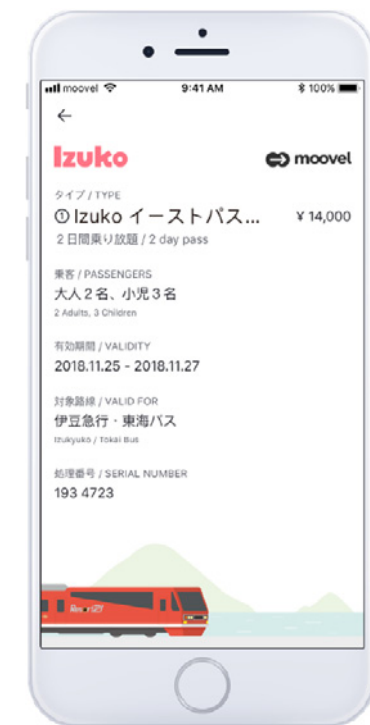 moovel 9:41 AM 100%
Izuko moovel
タイプ / TYPE
① Izuko イーストパス... ¥ 14,000
2日間乗り放題 / 2 day pass
乗客 / PASSENGERS
大人2名、小児3名
2 Adults, 3 Children
有効期間 / VALIDITY
2018.11.25 - 2018.11.27
対象路線 / VALID FOR
伊豆急行・東海バス
Izukyuko / Tokai Bus
処理番号 / SERIAL NUMBER
193 4723